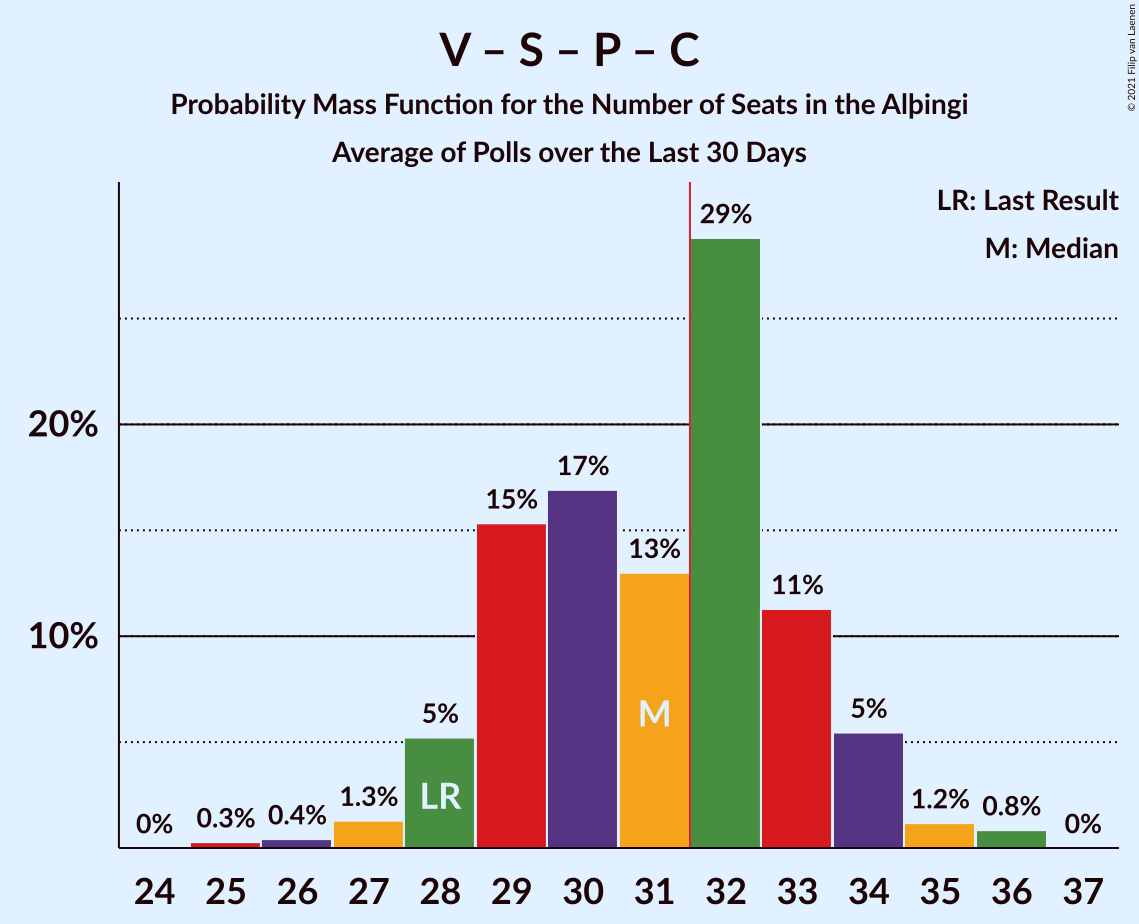 V – S – P – C
Probability Mass Function for the Number of Seats in the Alþingi
Average of Polls over the Last 30 Days
© 2021 Filip van Laenen
LR: Last Result
M: Median
29%
20%
17%
15%
13%
11%
10%
M
5%
5%
LR
1.3%
1.2%
0.8%
0.4%
0.3%
0%
0%
24 25 26 27 28 29 30 31 32 33 34 35 36 37